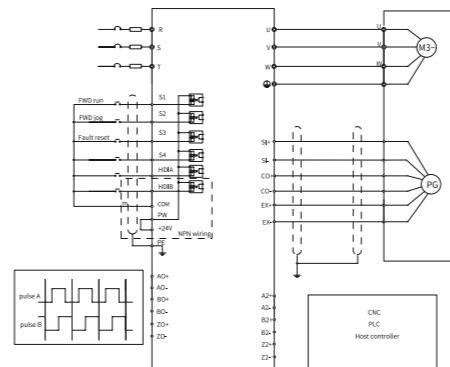 R
S
T
U
V
W
U
V
W
M3~
FWD run
S1
FWD jog
S2
Fault reset
S3
S4
HDIA
HDIB
COM
PW
+24V
NPN wiring
PE
SI+
SI-
CO+
CO-
EX+
EX-
PG
pulse A
pulse B
AO+
AO-
BO+
BO-
ZO+
ZO-
A2+
A2-
B2+
B2-
Z2+
Z2-
CNC
PLC
Host controller